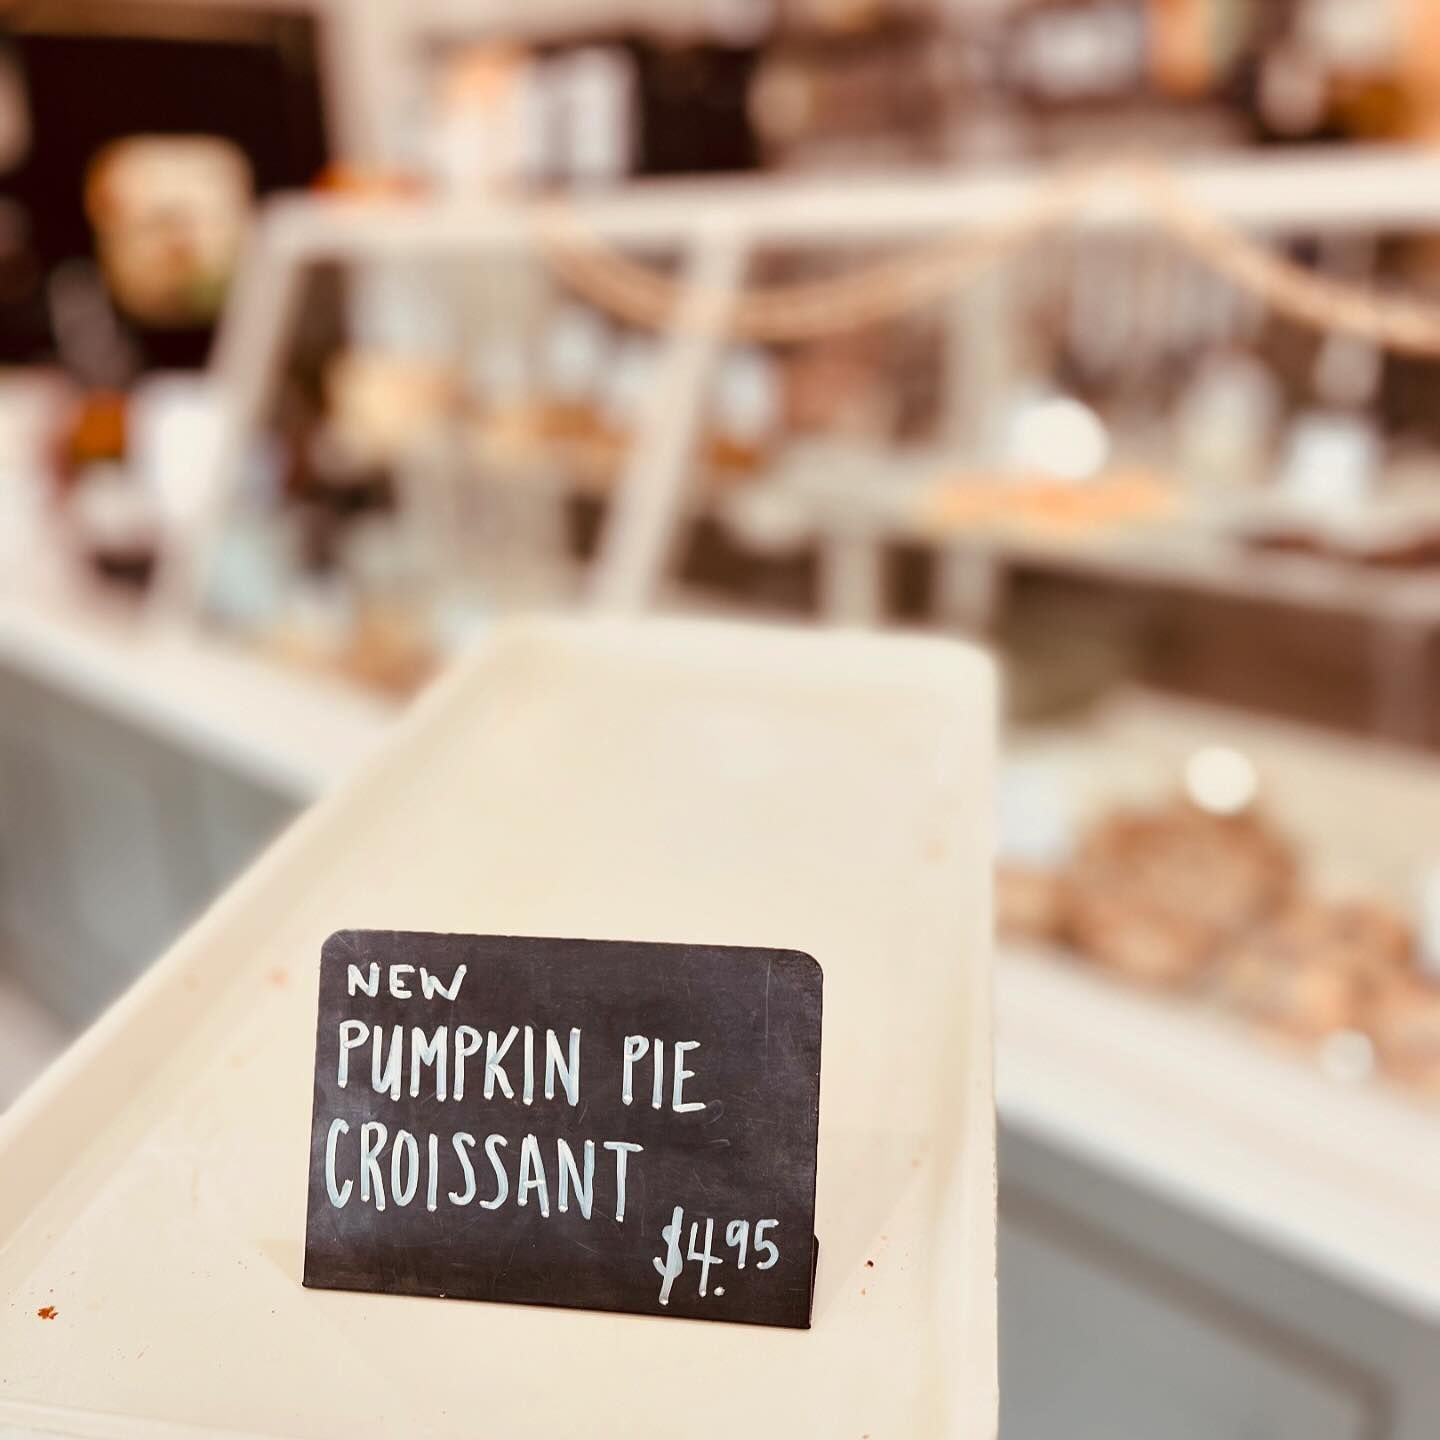 NEW
PUMPKIN PIE
CROISSANT
$4.95